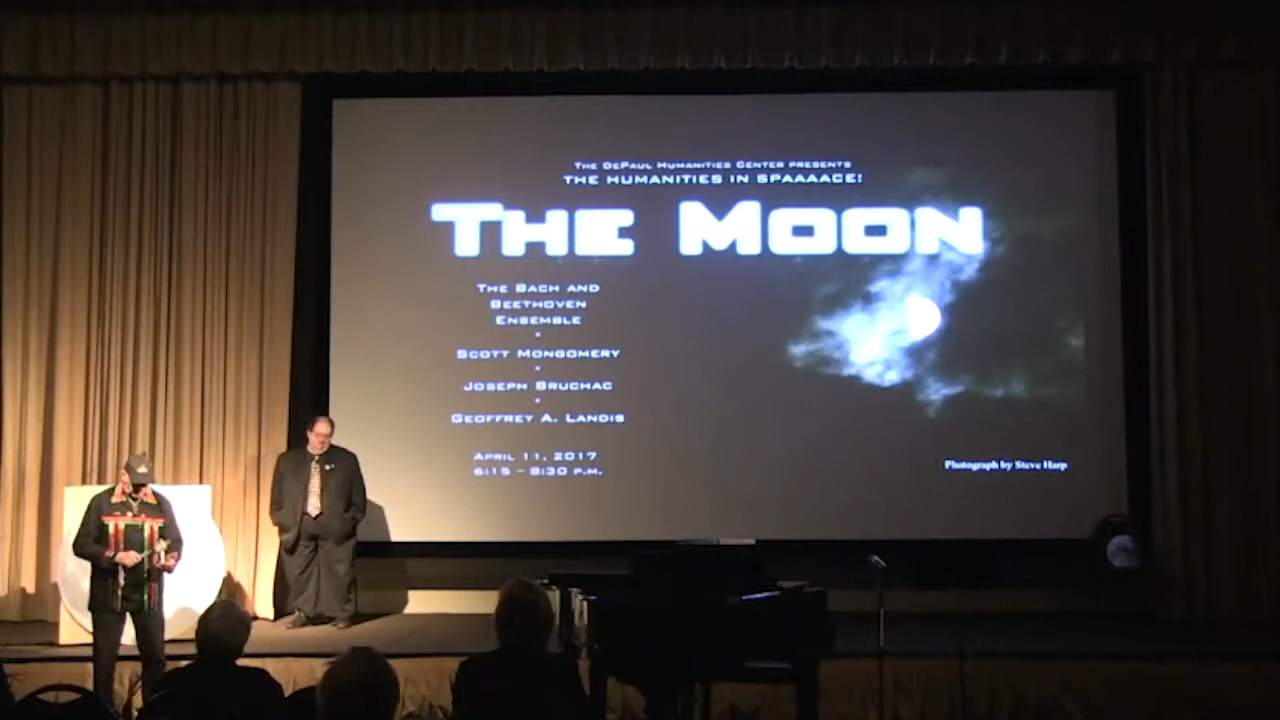 The DePaul Humanities Center presents
THE HUMANITIES IN SPAAAACE!
THE MOON
The Bach and
Beethoven
Ensemble
•
Scott Montgomery
•
Joseph Bruchac
•
Geoffrey A. Landis
April 11, 2017
6:15 – 8:30 p.m.
Photograph by Steve Harp